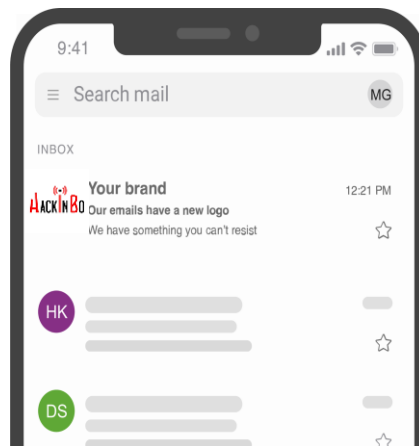 9:41
Search mail
MG
INBOX
HACKINBO
Your brand
12:21 PM
Our emails have a new logo
We have something you can't resist
HK
DS